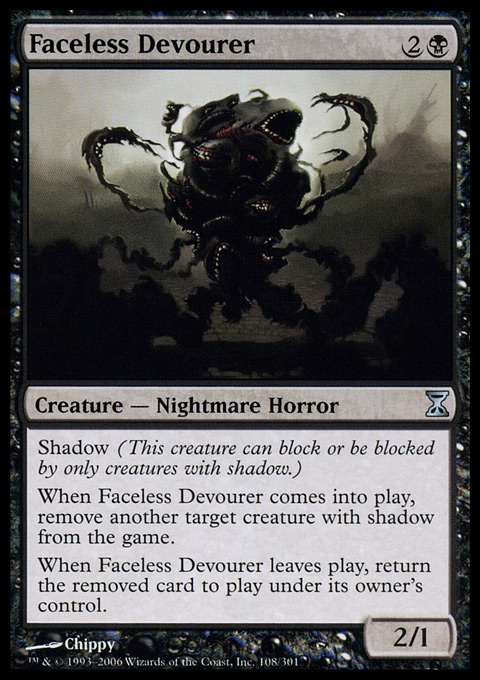 Faceless Devourer 2
Creature — Nightmare Horror
Shadow (This creature can block or be blocked
by only creatures with shadow.)
When Faceless Devourer comes into play,
remove another target creature with shadow
from the game.
When Faceless Devourer leaves play, return
the removed card to play under its owner's
control.
2/1
Chippy
™ & © 1993–2006 Wizards of the Coast, Inc. 108/301